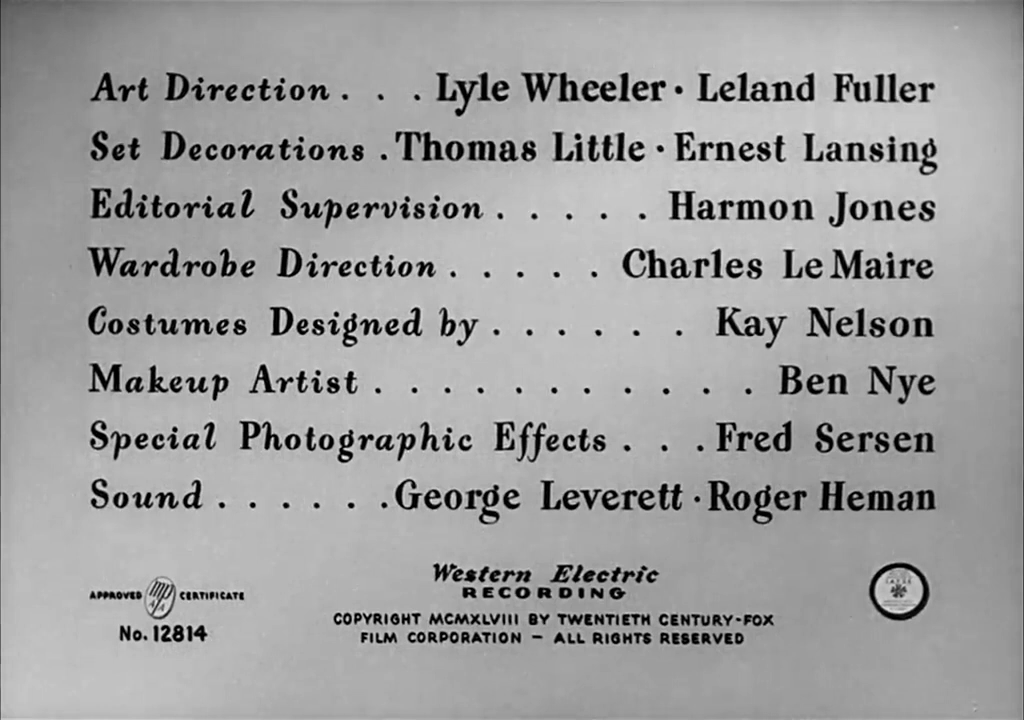 Art Direction . . . Lyle Wheeler · Leland Fuller
Set Decorations . Thomas Little · Ernest Lansing
Editorial Supervision . . . . . Harmon Jones
Wardrobe Direction . . . . . Charles Le Maire
Costumes Designed by . . . . . . Kay Nelson
Makeup Artist . . . . . . . . . . . Ben Nye
Special Photographic Effects . . . Fred Sersen
Sound . . . . . . George Leverett · Roger Heman
Western Electric
RECORDING
APPROVED MPAA CERTIFICATE
No. 12814
COPYRIGHT MCMXLVIII BY TWENTIETH CENTURY-FOX
FILM CORPORATION – ALL RIGHTS RESERVED